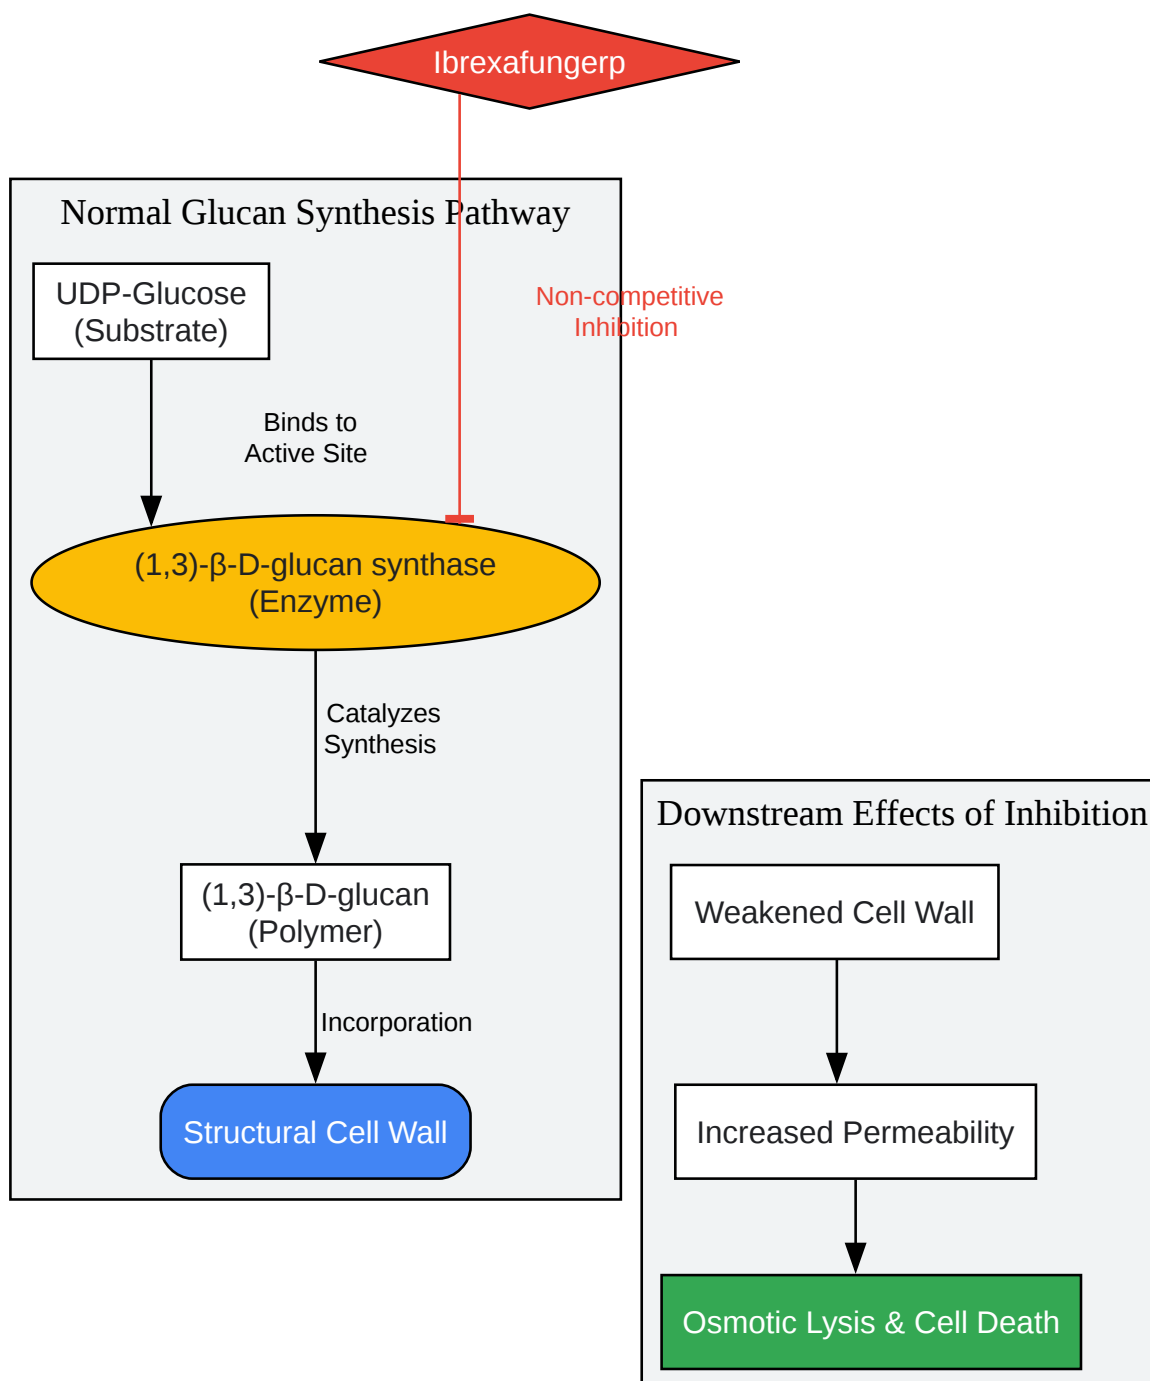 Ibrexafungerp
Normal Glucan Synthesis Pathway
UDP-Glucose
(Substrate)
Non-competitive
Inhibition
Binds to
Active Site
(1,3)-β-D-glucan synthase
(Enzyme)
Catalyzes
Synthesis
(1,3)-β-D-glucan
(Polymer)
Incorporation
Structural Cell Wall
Downstream Effects of Inhibition
Weakened Cell Wall
Increased Permeability
Osmotic Lysis & Cell Death